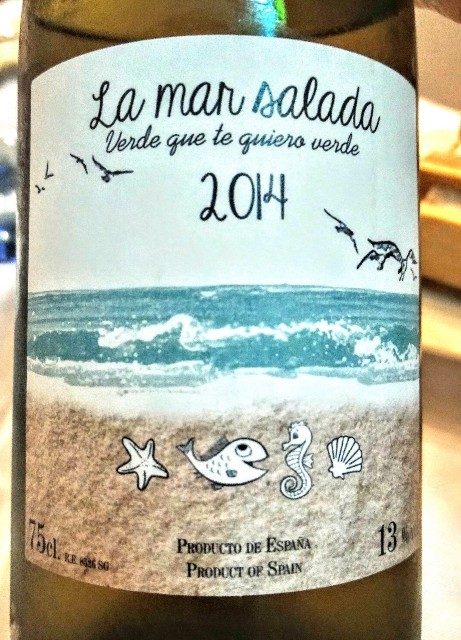 La mar salada
Verde que te quiero verde
2014
75cl.
PRODUCTO DE ESPAÑA
PRODUCT OF SPAIN
13